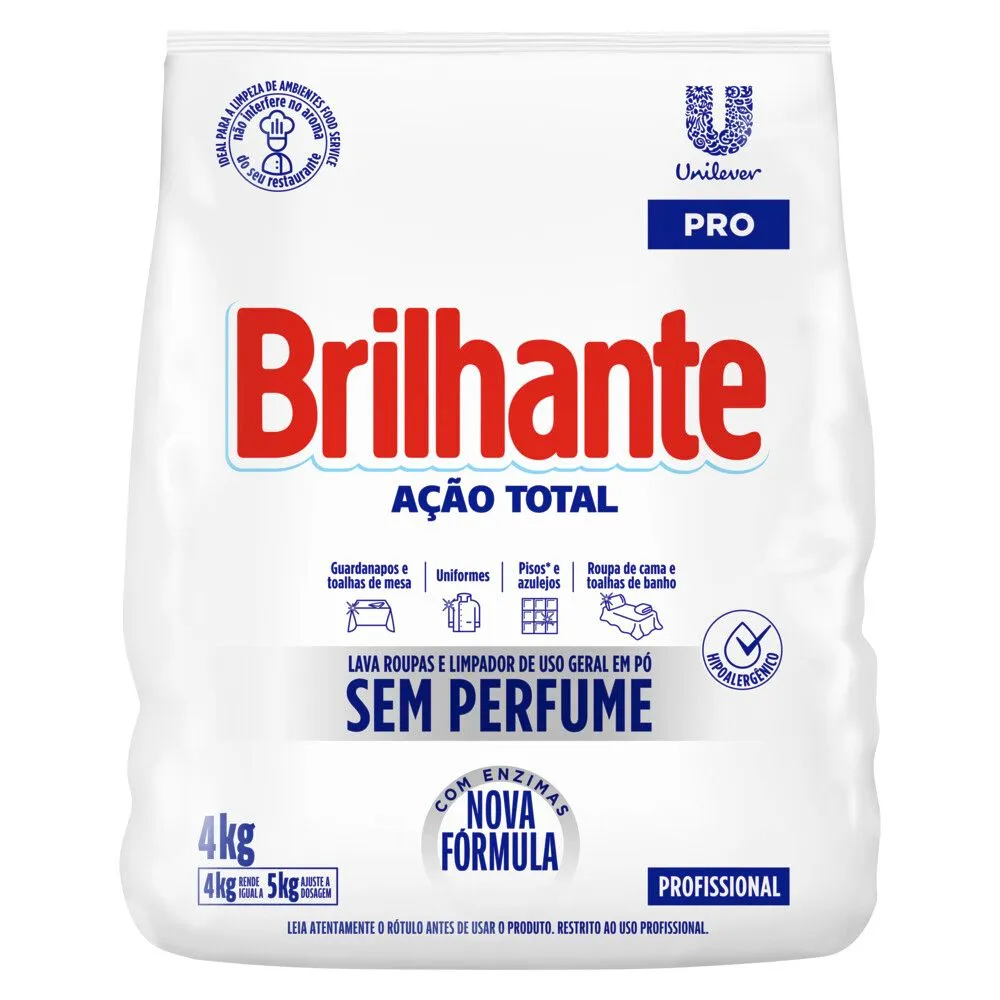 IDEAL PARA A LIMPEZA DE AMBIENTES FOOD SERVICE
não interfere no aroma
do seu restaurante
Unilever
PRO
Brilhante
AÇÃO TOTAL
Guardanapos e
toalhas de mesa
Uniformes
Pisos* e
azulejos
Roupa de cama e
toalhas de banho
HIPOALERGÊNICO
LAVA ROUPAS E LIMPADOR DE USO GERAL EM PÓ
SEM PERFUME
COM ENZIMAS
NOVA
FÓRMULA
4kg
4kg RENDE IGUAL A 5kg AJUSTE A DOSAGEM
PROFISSIONAL
LEIA ATENTAMENTE O RÓTULO ANTES DE USAR O PRODUTO. RESTRITO AO USO PROFISSIONAL.